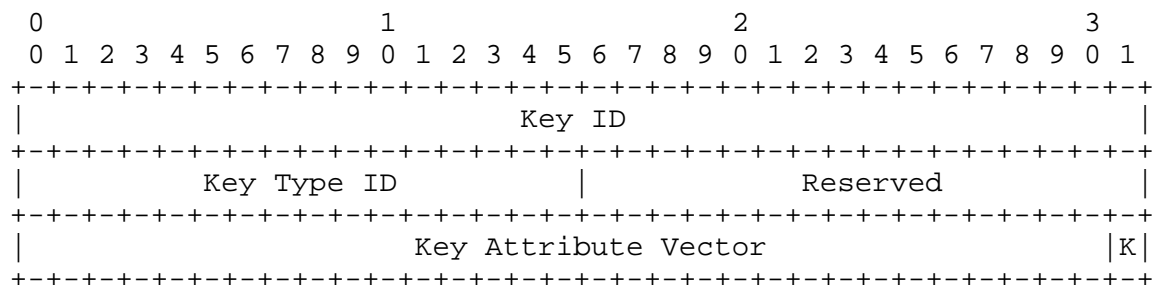 0                   1                   2                   3
 0 1 2 3 4 5 6 7 8 9 0 1 2 3 4 5 6 7 8 9 0 1 2 3 4 5 6 7 8 9 0 1
+-+-+-+-+-+-+-+-+-+-+-+-+-+-+-+-+-+-+-+-+-+-+-+-+-+-+-+-+-+-+-+-+
|                            Key ID                             |
+-+-+-+-+-+-+-+-+-+-+-+-+-+-+-+-+-+-+-+-+-+-+-+-+-+-+-+-+-+-+-+-+
|          Key Type ID          |            Reserved           |
+-+-+-+-+-+-+-+-+-+-+-+-+-+-+-+-+-+-+-+-+-+-+-+-+-+-+-+-+-+-+-+-+
|                      Key Attribute Vector                   |K|
+-+-+-+-+-+-+-+-+-+-+-+-+-+-+-+-+-+-+-+-+-+-+-+-+-+-+-+-+-+-+-+-+